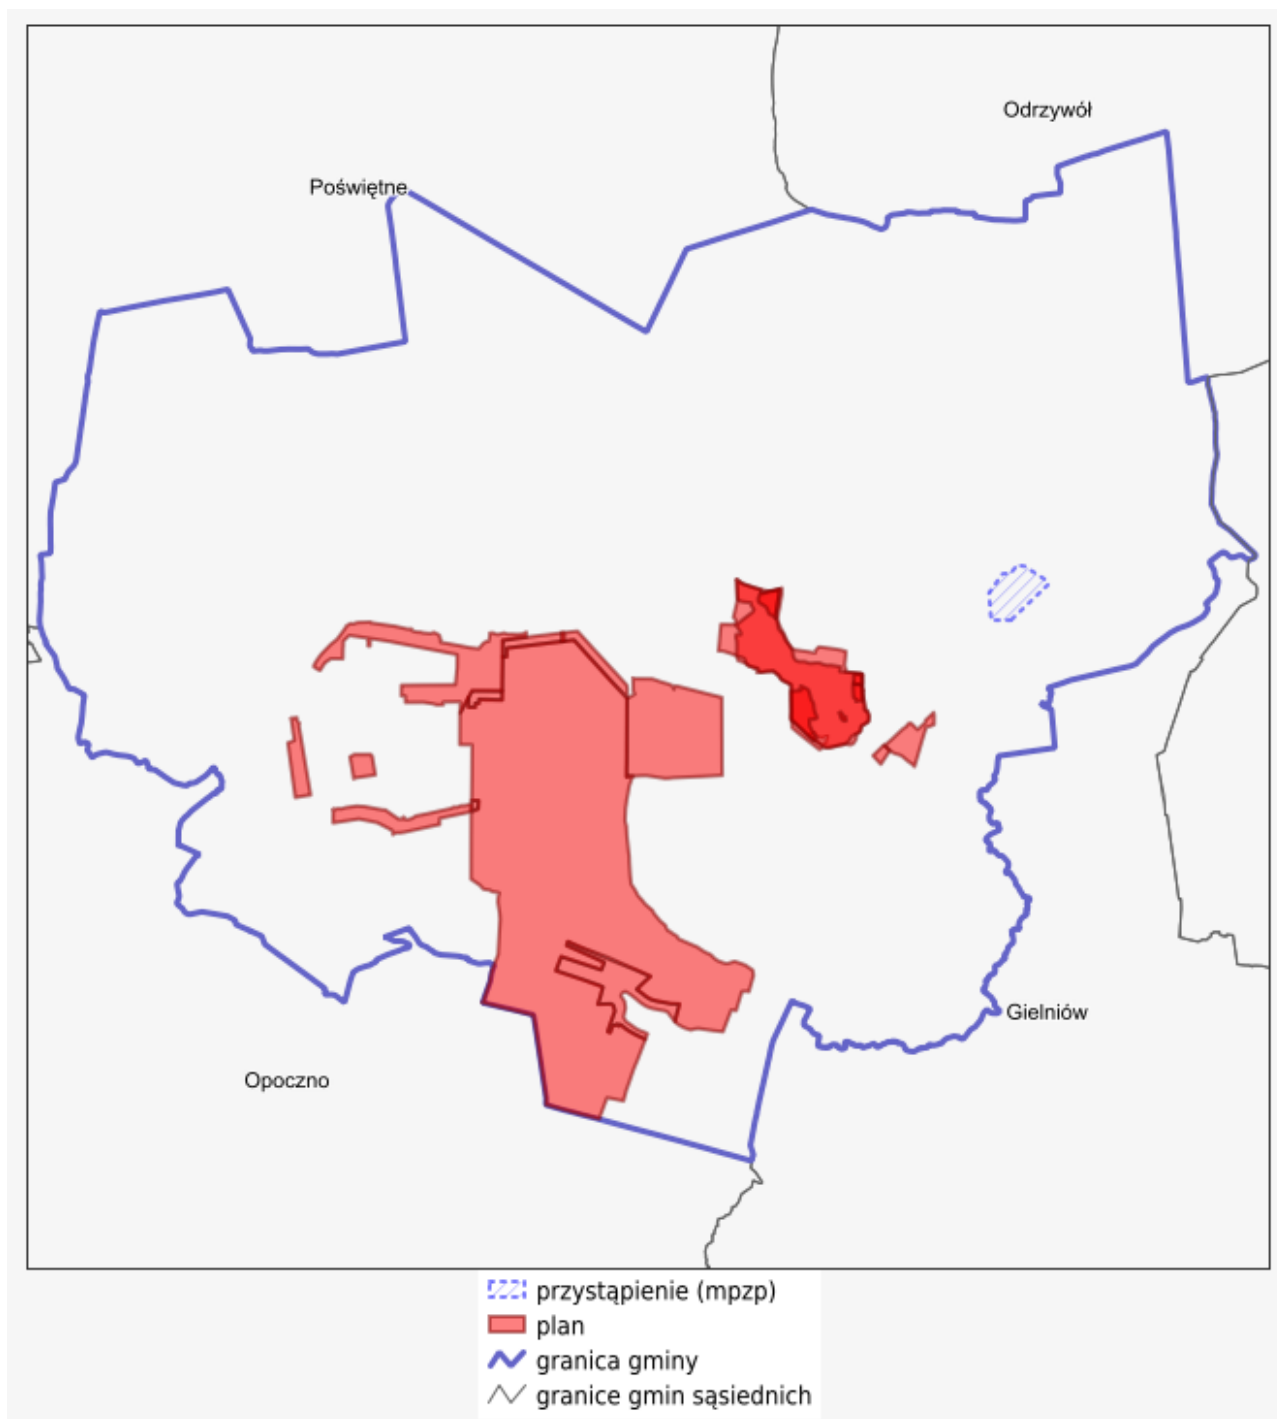 Odrzywół
Poświętne
Gielniów
Opoczno
przystąpienie (mpzp)
plan
granica gminy
granice gmin sąsiednich